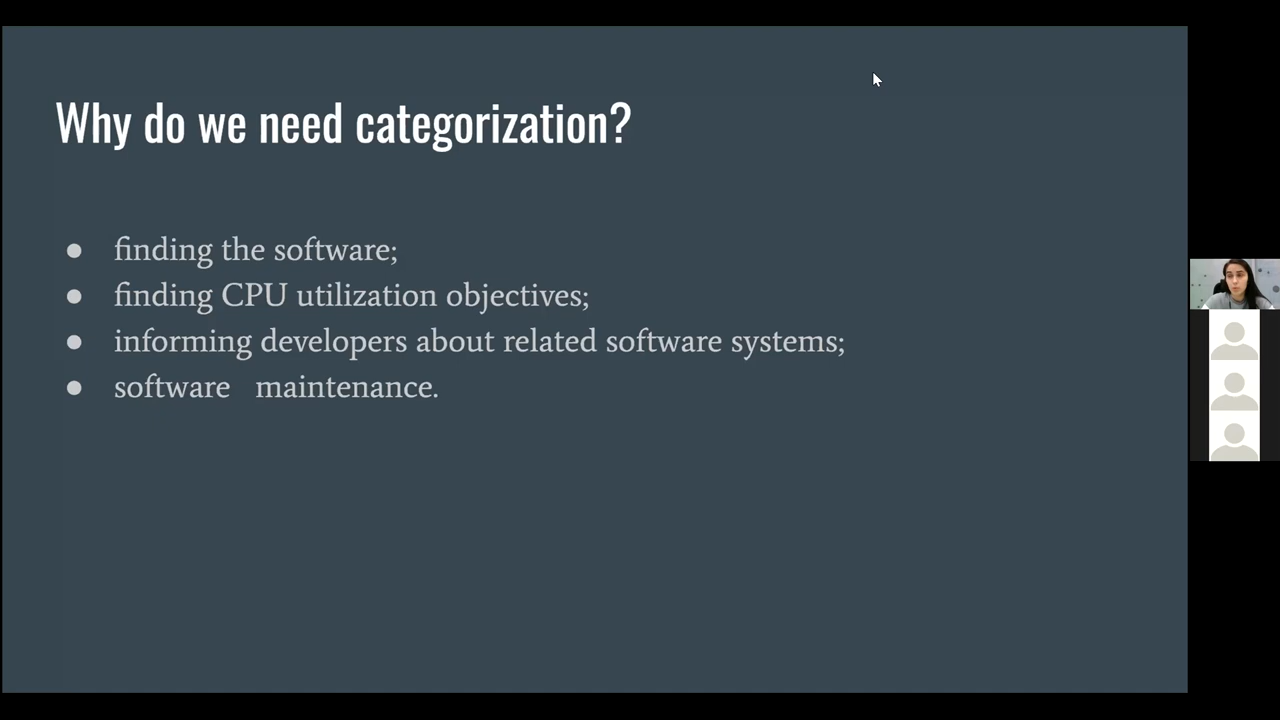 Why do we need categorization?
● finding the software;
● finding CPU utilization objectives;
● informing developers about related software systems;
● software maintenance.